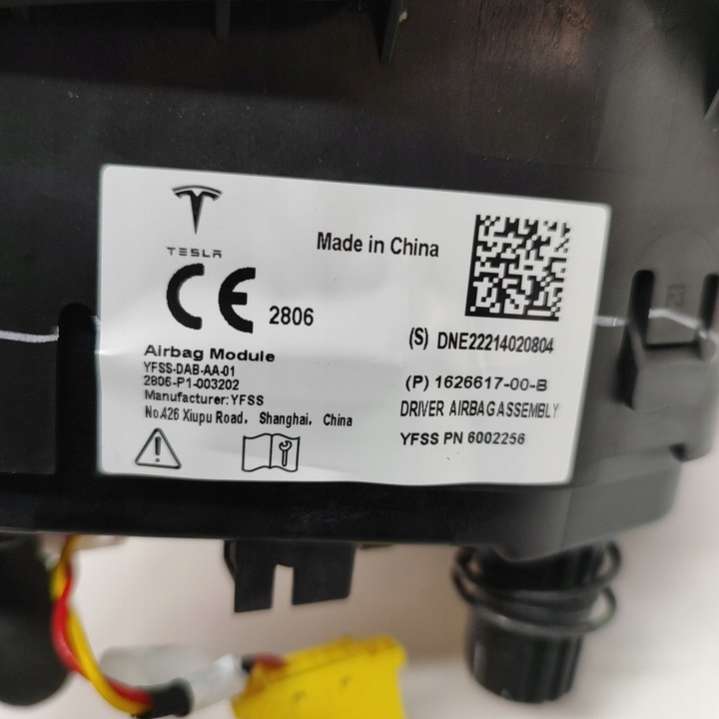 TESLA
Made in China
CE 2806
(S) DNE22214020804
Airbag Module
YFSS-DAB-AA-01
2806-P1-003202
Manufacturer: YFSS
No.426 Xiupu Road, Shanghai, China
(P) 1626617-00-B
DRIVER AIRBAG ASSEMBLY
YFSS PN 6002256